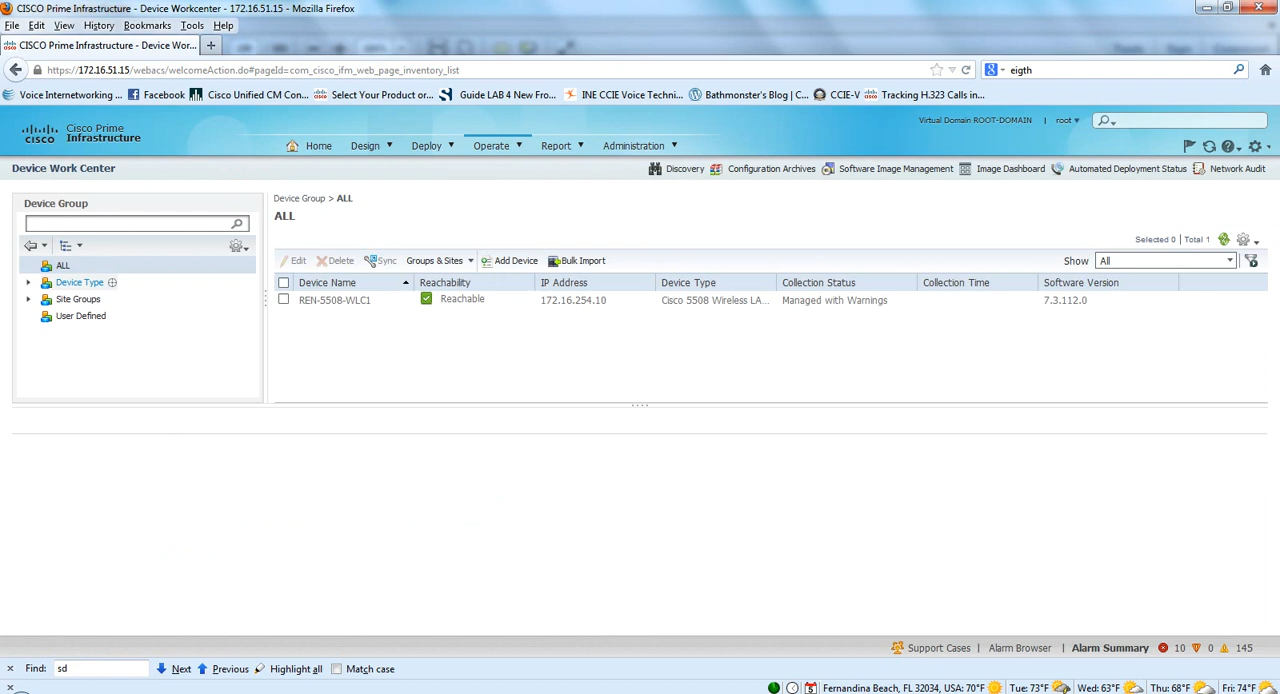 CISCO Prime Infrastructure - Device Workcenter - 172.16.51.15 - Mozilla Firefox
File Edit View History Bookmarks Tools Help
CISCO Prime Infrastructure - Device Wor... +
https://172.16.51.15/webacs/welcomeAction.do#pageId=com_cisco_ifm_web_page_inventory_list eigth
Voice Internetworking ... Facebook Cisco Unified CM Con... Select Your Product or... Guide LAB 4 New Fro... INE CCIE Voice Techni... Bathmonster's Blog | C... CCIE-V Tracking H.323 Calls in...
Virtual Domain ROOT-DOMAIN | root
CISCO Cisco Prime
Infrastructure
Home Design Deploy Operate Report Administration
Device Work Center Discovery Configuration Archives Software Image Management Image Dashboard Automated Deployment Status Network Audit
Device Group
ALL
Device Type
Site Groups
User Defined
Device Group > ALL
ALL
Selected 0 | Total 1
Edit Delete Sync Groups & Sites Add Device Bulk Import Show All
Device Name Reachability IP Address Device Type Collection Status Collection Time Software Version
REN-5508-WLC1 Reachable 172.16.254.10 Cisco 5508 Wireless LA... Managed with Warnings 7.3.112.0
Support Cases | Alarm Browser | Alarm Summary 10 0 145
x Find: sd Next Previous Highlight all Match case
x Fernandina Beach, FL 32034, USA: 70°F Tue: 73°F Wed: 63°F Thu: 68°F Fri: 74°F